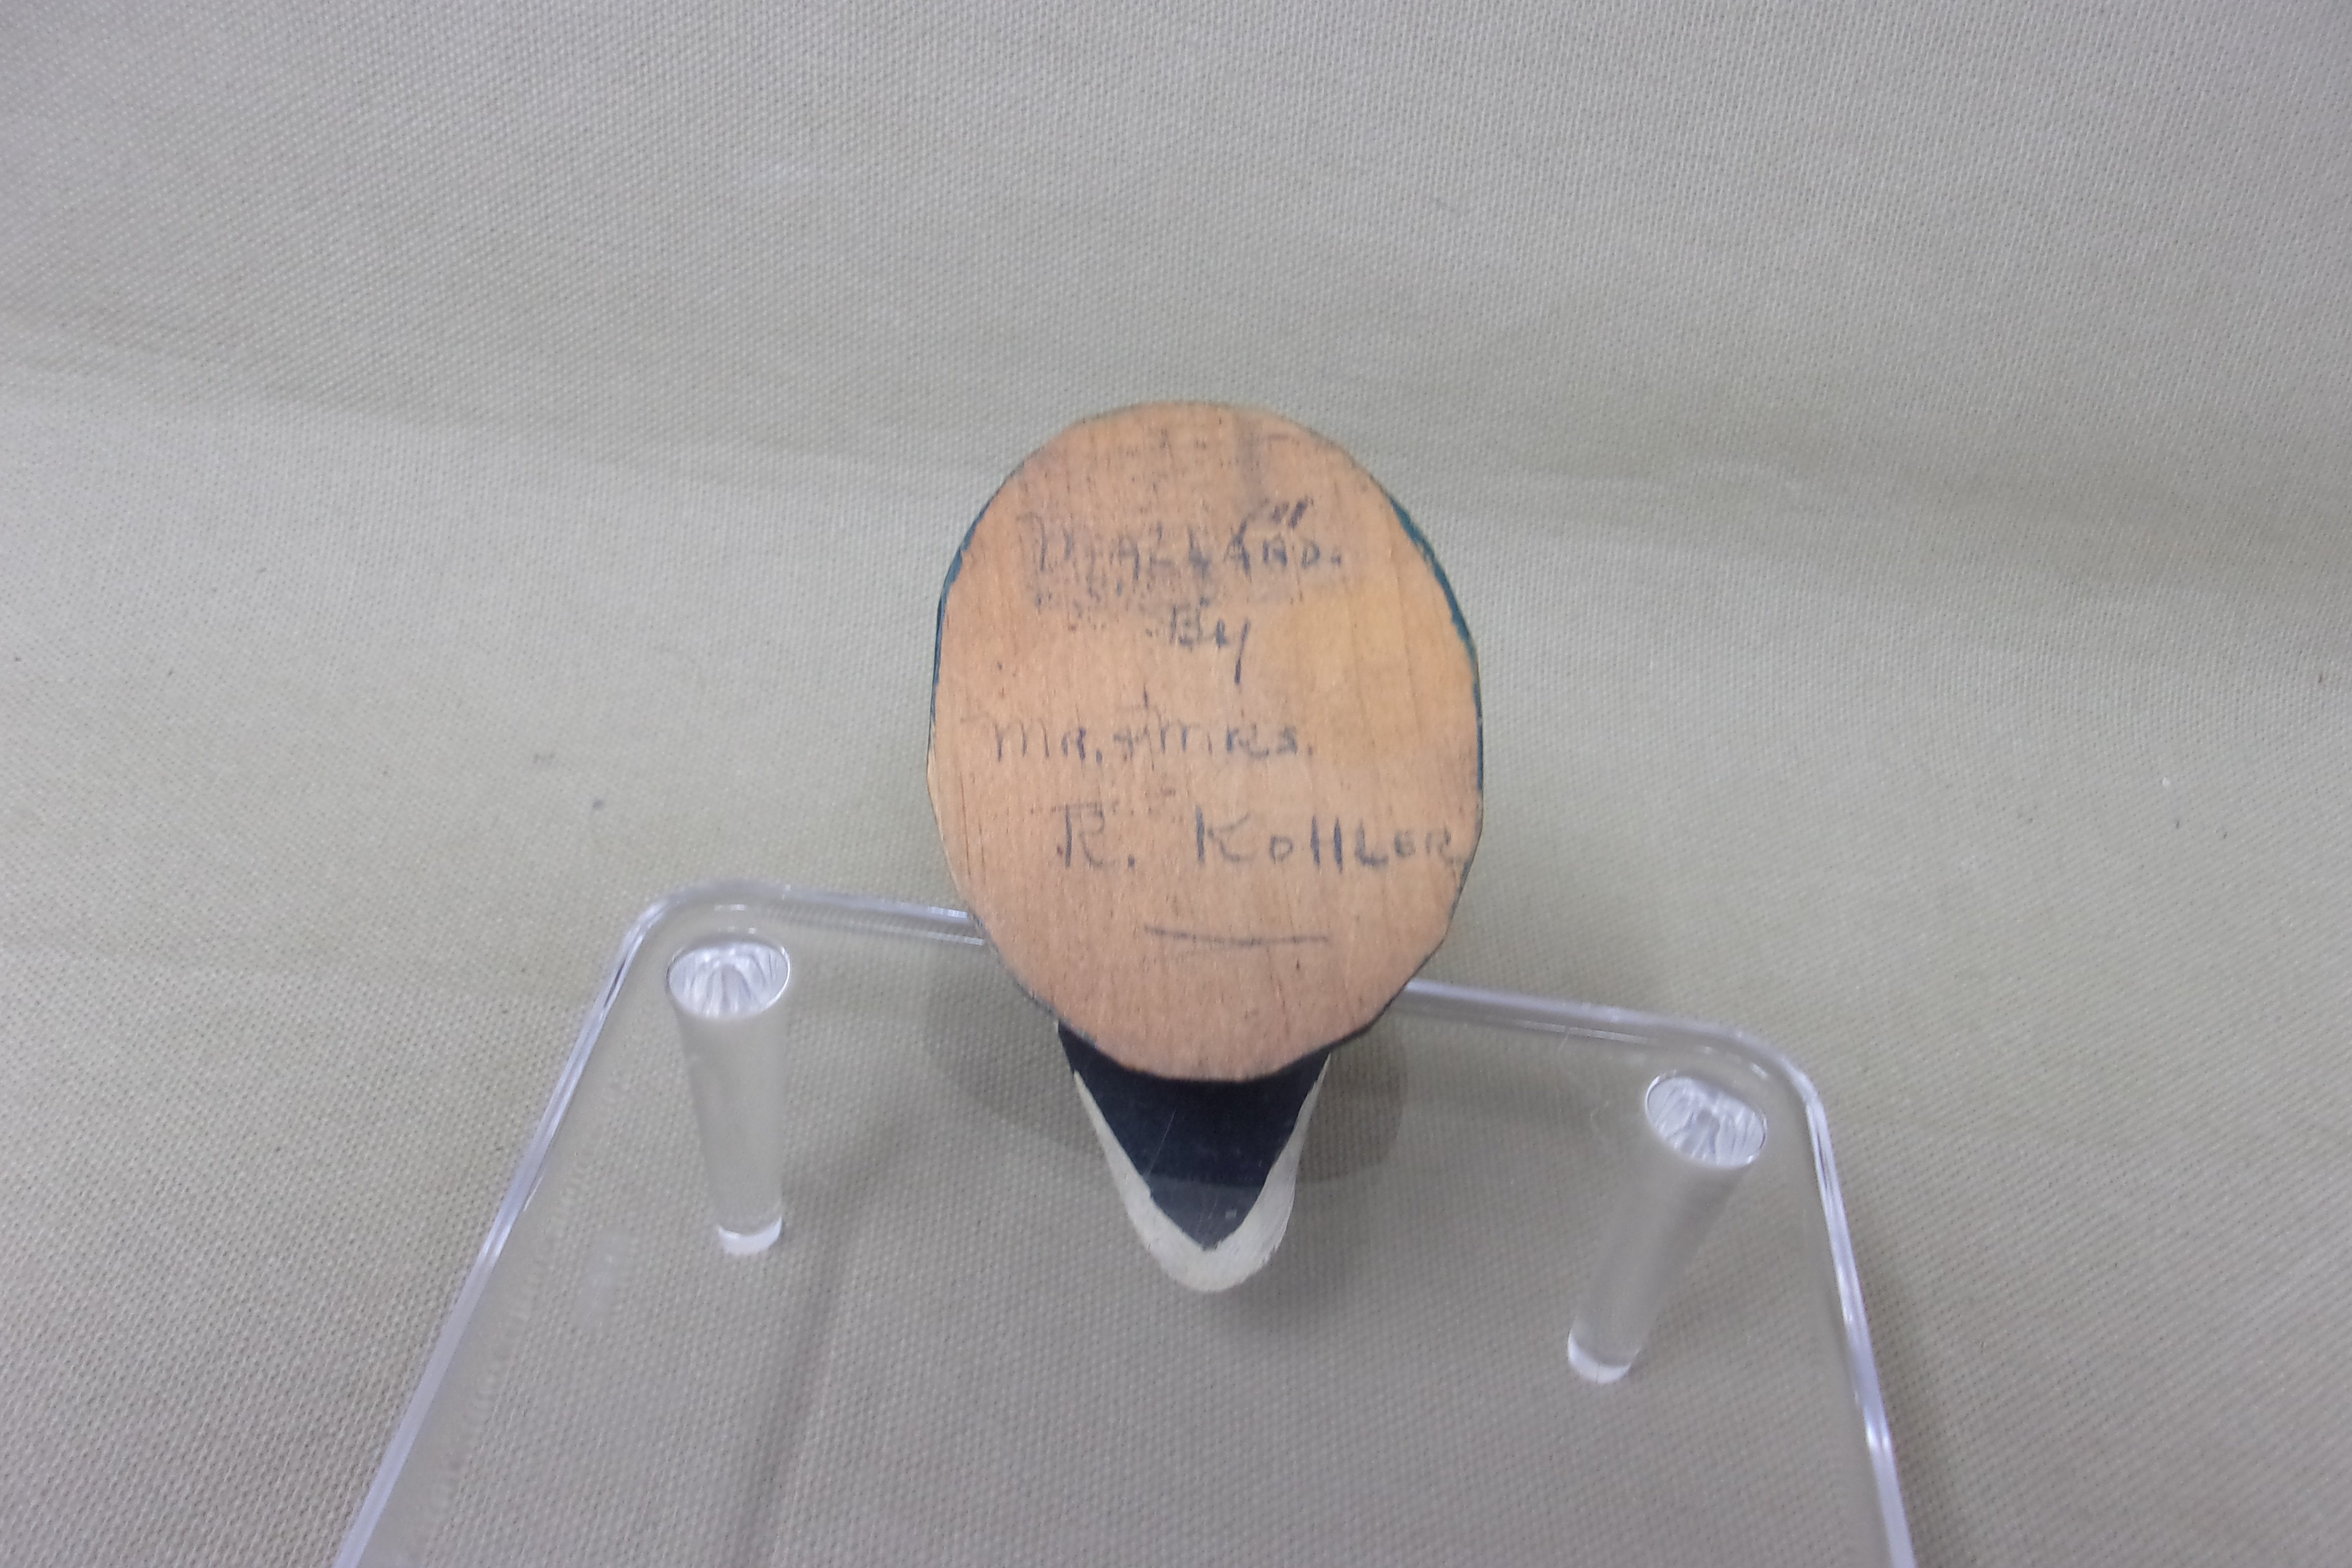 MALLARD.
By
MR. + MRS.
R. KOHLER